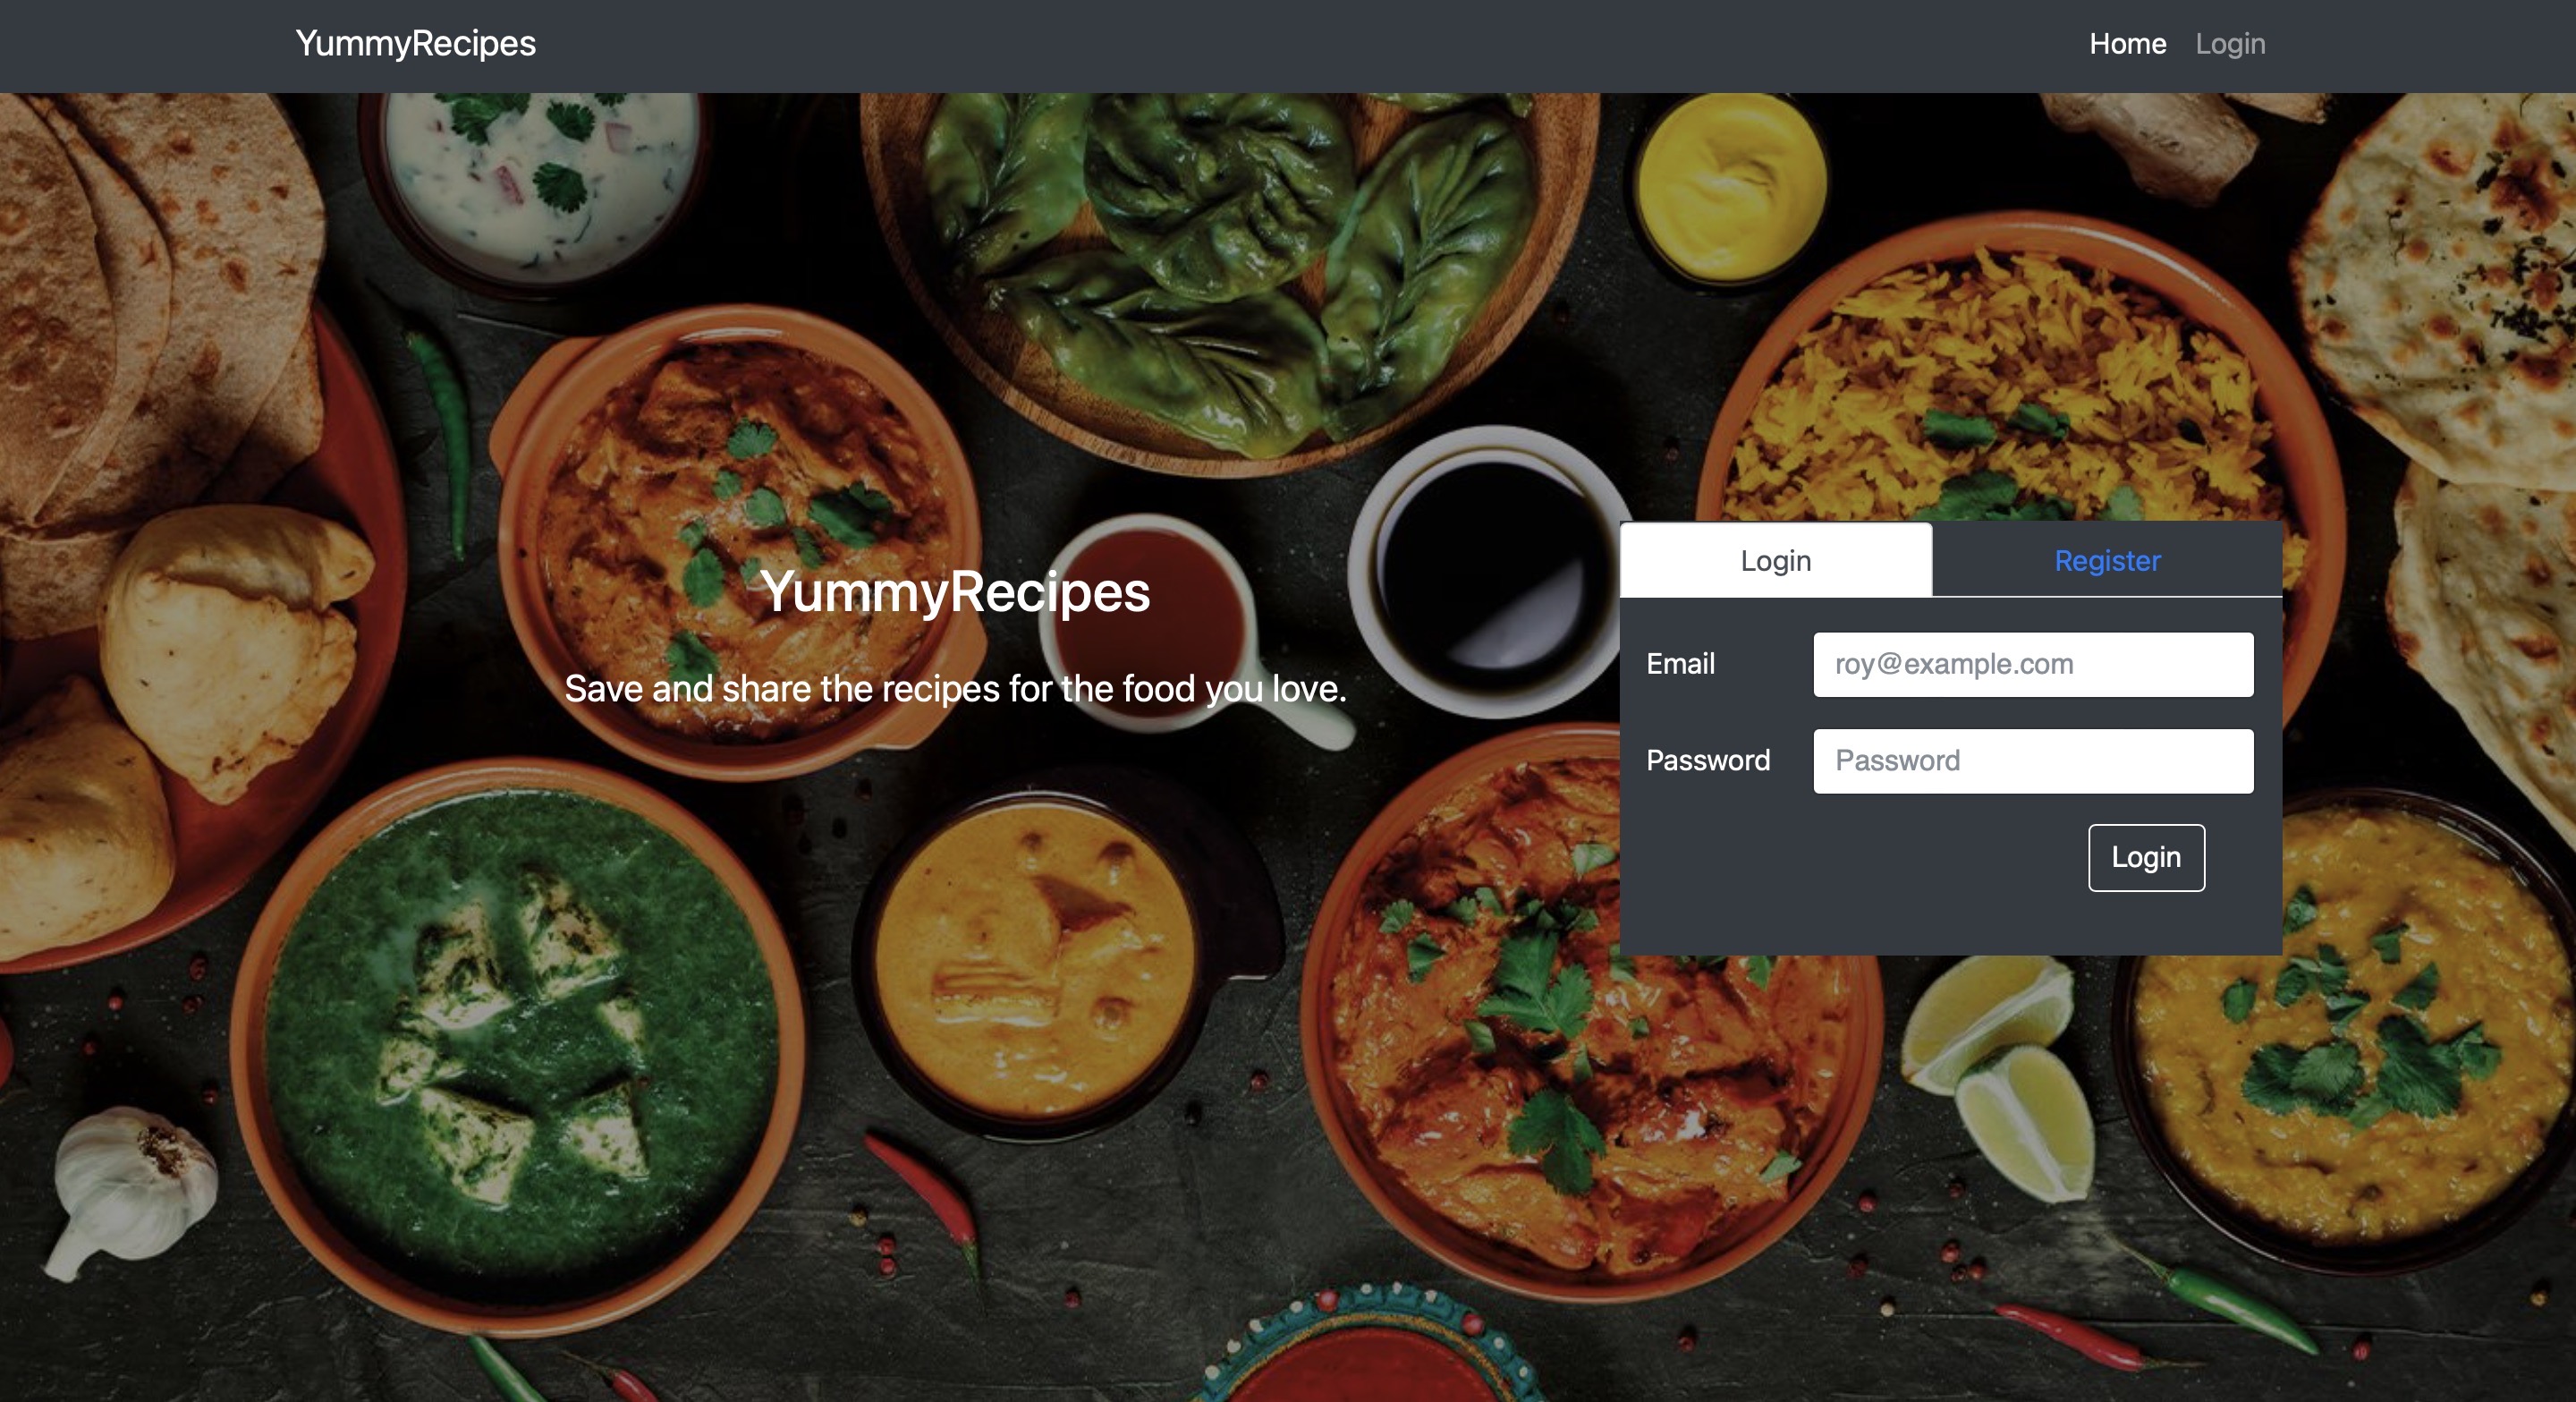 YummyRecipes
Home Login
YummyRecipes
Save and share the recipes for the food you love.
Login Register
Email roy@example.com
Password Password
Login